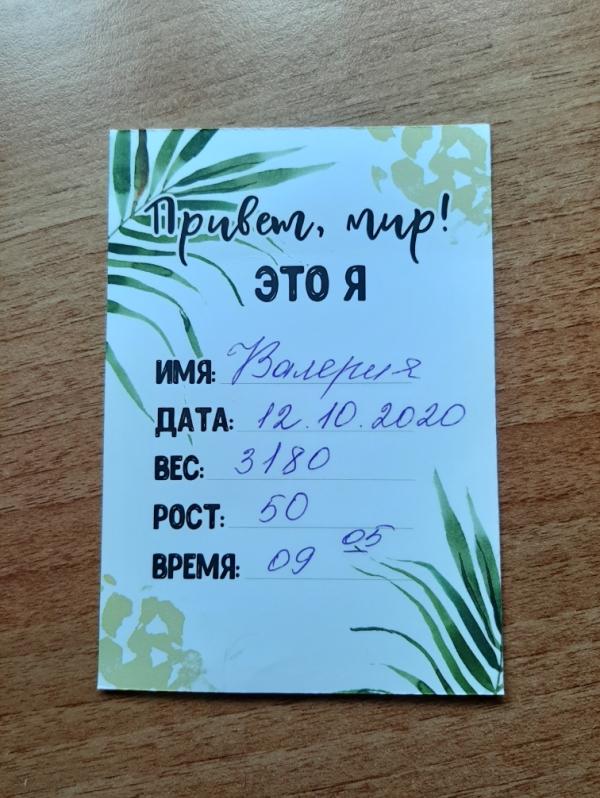 Привет, мир!
ЭТО Я
ИМЯ: Валерия
ДАТА: 12.10.2020
ВЕС: 3180
РОСТ: 50
ВРЕМЯ: 09 05